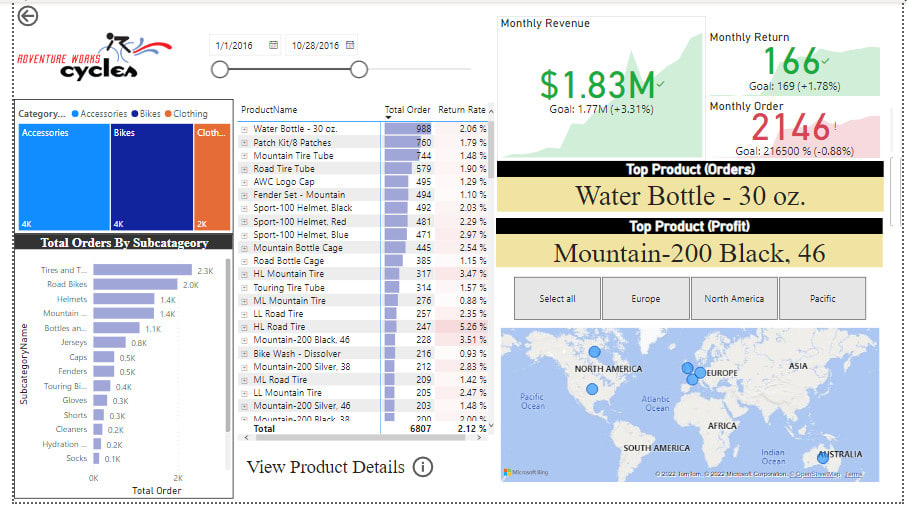 ADVENTURE WORKS
cycles
1/1/2016
10/28/2016
Category... Accessories Bikes Clothing
Accessories
4K
Bikes
4K
Cloth...
2K
Total Orders By Subcatageory
SubcategoryName
Tires and T... 2.3K
Road Bikes 2.0K
Helmets 1.4K
Mountain ... 1.4K
Bottles an... 1.1K
Jerseys 0.8K
Caps 0.5K
Fenders 0.5K
Touring Bi... 0.4K
Gloves 0.3K
Shorts 0.3K
Cleaners 0.2K
Hydration ... 0.2K
Socks 0.1K
0K 2K
Total Order
ProductName Total Order Return Rate
Water Bottle - 30 oz. 988 2.06 %
Patch Kit/8 Patches 760 1.79 %
Mountain Tire Tube 744 1.48 %
Road Tire Tube 579 1.90 %
AWC Logo Cap 495 1.29 %
Fender Set - Mountain 494 1.10 %
Sport-100 Helmet, Black 492 2.03 %
Sport-100 Helmet, Red 481 2.29 %
Sport-100 Helmet, Blue 471 2.97 %
Mountain Bottle Cage 445 2.54 %
Road Bottle Cage 385 1.15 %
HL Mountain Tire 317 3.47 %
Touring Tire Tube 314 1.57 %
ML Mountain Tire 276 0.88 %
LL Road Tire 257 2.35 %
HL Road Tire 247 5.26 %
Mountain-200 Black, 46 228 3.51 %
Bike Wash - Dissolver 216 0.93 %
Mountain-200 Silver, 38 212 2.83 %
ML Road Tire 209 1.42 %
LL Mountain Tire 205 2.47 %
Mountain-200 Silver, 46 203 1.48 %
Mountain-200 Black, 38 200 2.00 %
Total 6807 2.12 %
View Product Details
Monthly Revenue
$1.83M
Goal: 1.77M (+3.31%)
Monthly Return
166
Goal: 169 (+1.78%)
Monthly Order
2146!
Goal: 216500 % (-0.88%)
Top Product (Orders)
Water Bottle - 30 oz.
Top Product (Profit)
Mountain-200 Black, 46
Select all
Europe
North America
Pacific
NORTH AMERICA
EUROPE
ASIA
Pacific
Ocean
Atlantic
Ocean
AFRICA
SOUTH AMERICA
Indian
Ocean
AUSTRALIA
Microsoft Bing
© 2022 TomTom, © 2022 Microsoft Corporation, © OpenStreetMap Terms